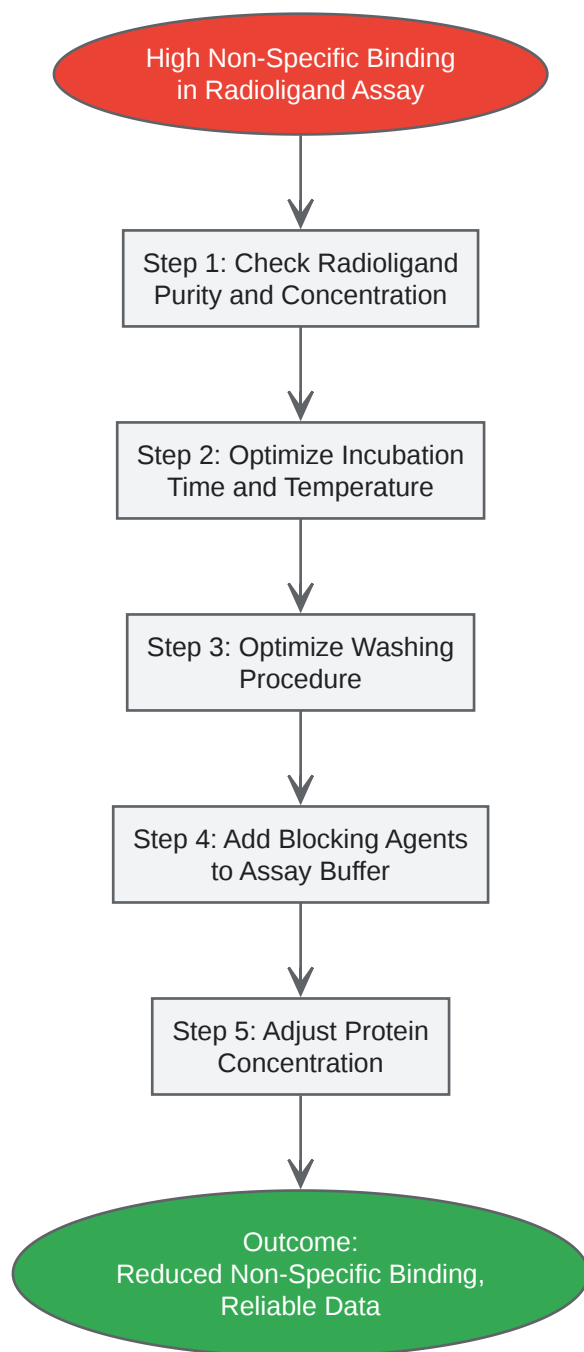 High Non-Specific Binding
in Radioligand Assay
Step 1: Check Radioligand
Purity and Concentration
Step 2: Optimize Incubation
Time and Temperature
Step 3: Optimize Washing
Procedure
Step 4: Add Blocking Agents
to Assay Buffer
Step 5: Adjust Protein
Concentration
Outcome:
Reduced Non-Specific Binding,
Reliable Data